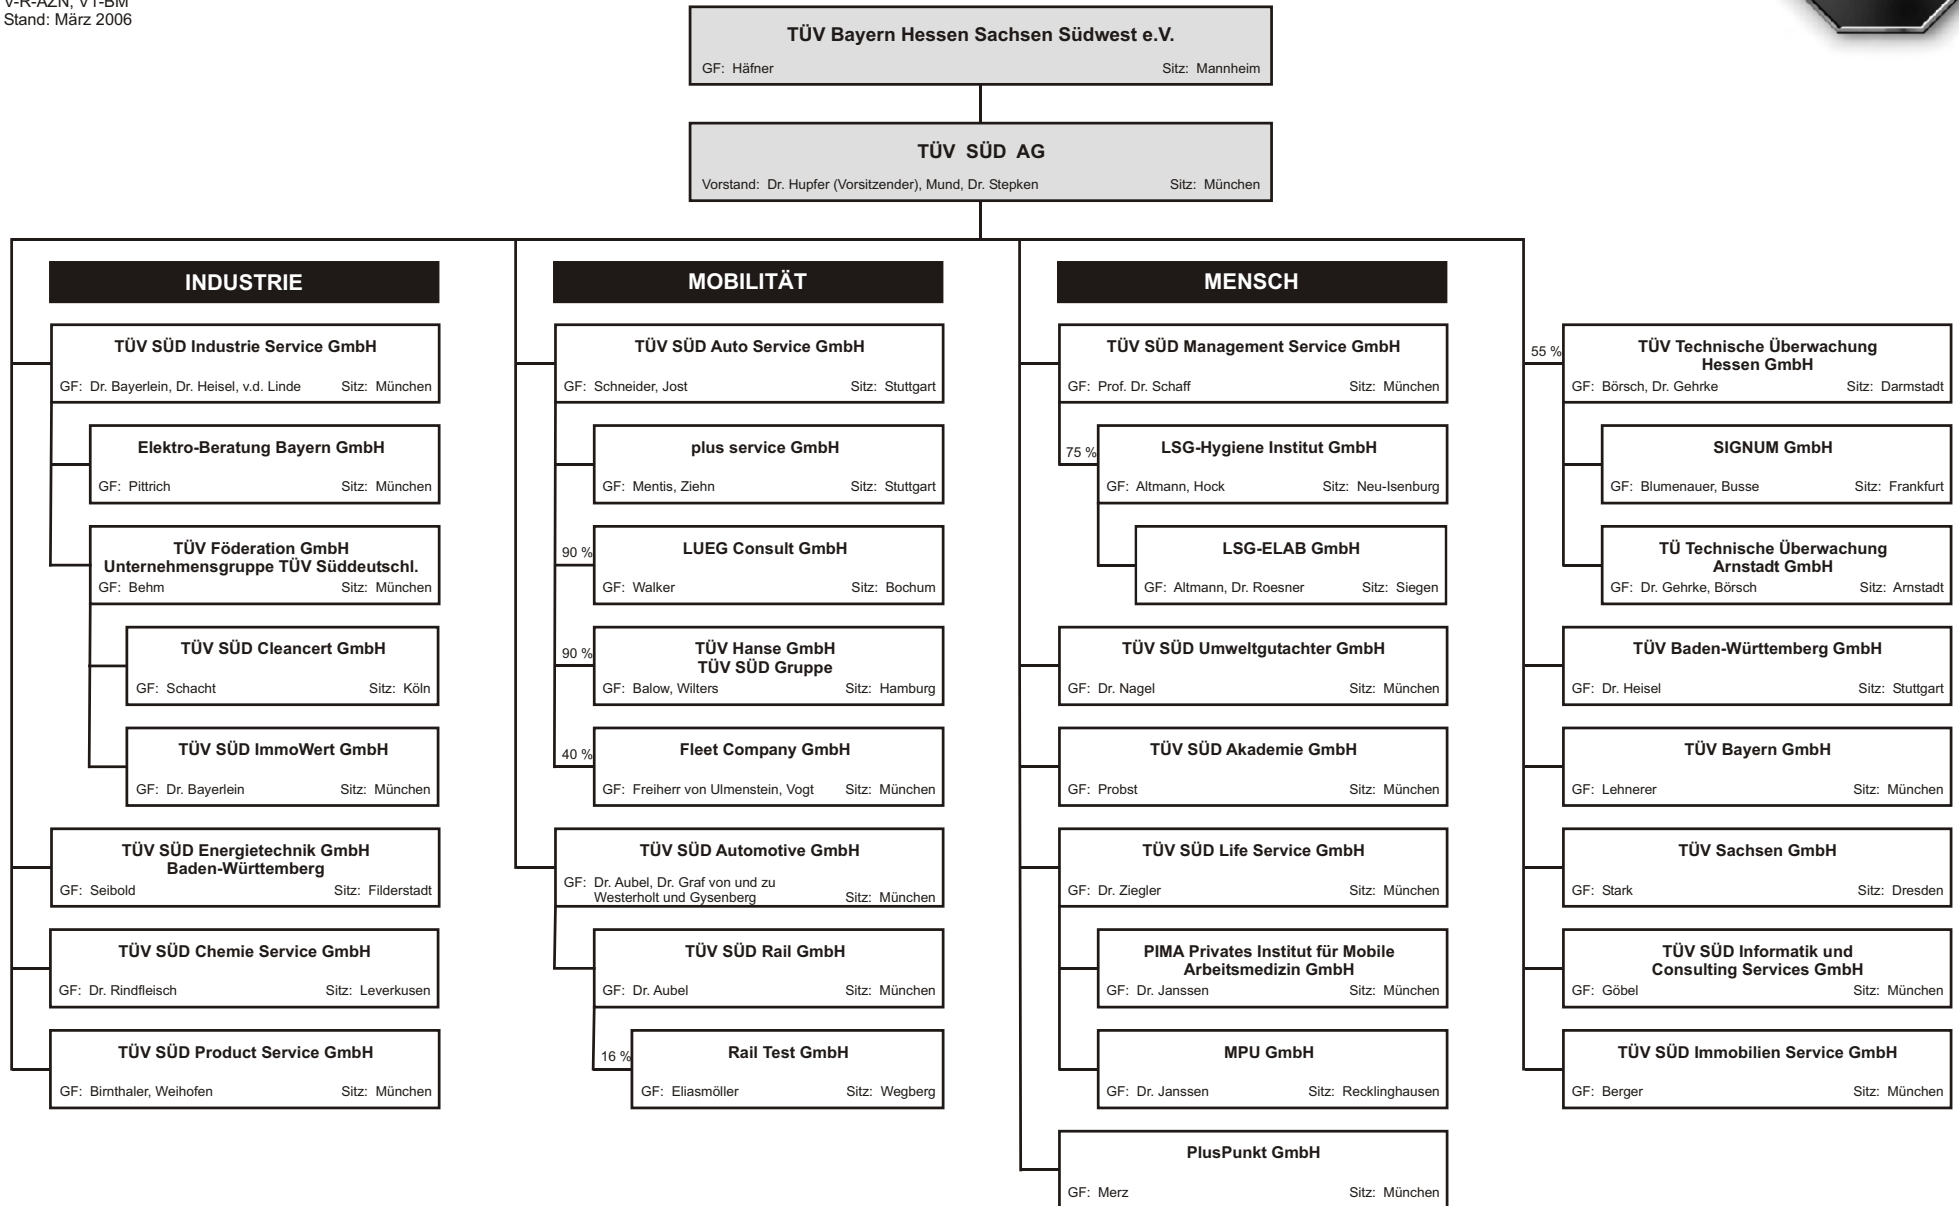 V-R-AZN, VT-BM
Stand: März 2006
TÜV Bayern Hessen Sachsen Südwest e.V.
GF: Häfner Sitz: Mannheim
TÜV SÜD AG
Vorstand: Dr. Hupfer (Vorsitzender), Mund, Dr. Stepken Sitz: München
INDUSTRIE
TÜV SÜD Industrie Service GmbH
GF: Dr. Bayerlein, Dr. Heisel, v.d. Linde Sitz: München
Elektro-Beratung Bayern GmbH
GF: Pittrich Sitz: München
TÜV Föderation GmbH
Unternehmensgruppe TÜV Süddeutschl.
GF: Behm Sitz: München
TÜV SÜD Cleancert GmbH
GF: Schacht Sitz: Köln
TÜV SÜD ImmoWert GmbH
GF: Dr. Bayerlein Sitz: München
TÜV SÜD Energietechnik GmbH
Baden-Württemberg
GF: Seibold Sitz: Filderstadt
TÜV SÜD Chemie Service GmbH
GF: Dr. Rindfleisch Sitz: Leverkusen
TÜV SÜD Product Service GmbH
GF: Birnthaler, Weihofen Sitz: München
MOBILITÄT
TÜV SÜD Auto Service GmbH
GF: Schneider, Jost Sitz: Stuttgart
plus service GmbH
GF: Mentis, Ziehn Sitz: Stuttgart
90 %
LUEG Consult GmbH
GF: Walker Sitz: Bochum
90 %
TÜV Hanse GmbH
TÜV SÜD Gruppe
GF: Balow, Wilters Sitz: Hamburg
40 %
Fleet Company GmbH
GF: Freiherr von Ulmenstein, Vogt Sitz: München
TÜV SÜD Automotive GmbH
GF: Dr. Aubel, Dr. Graf von und zu
Westerholt und Gysenberg Sitz: München
TÜV SÜD Rail GmbH
GF: Dr. Aubel Sitz: München
16 %
Rail Test GmbH
GF: Eliasmöller Sitz: Wegberg
MENSCH
TÜV SÜD Management Service GmbH
GF: Prof. Dr. Schaff Sitz: München
75 %
LSG-Hygiene Institut GmbH
GF: Altmann, Hock Sitz: Neu-Isenburg
LSG-ELAB GmbH
GF: Altmann, Dr. Roesner Sitz: Siegen
TÜV SÜD Umweltgutachter GmbH
GF: Dr. Nagel Sitz: München
TÜV SÜD Akademie GmbH
GF: Probst Sitz: München
TÜV SÜD Life Service GmbH
GF: Dr. Ziegler Sitz: München
PIMA Privates Institut für Mobile
Arbeitsmedizin GmbH
GF: Dr. Janssen Sitz: München
MPU GmbH
GF: Dr. Janssen Sitz: Recklinghausen
PlusPunkt GmbH
GF: Merz Sitz: München
55 %
TÜV Technische Überwachung
Hessen GmbH
GF: Börsch, Dr. Gehrke Sitz: Darmstadt
SIGNUM GmbH
GF: Blumenauer, Busse Sitz: Frankfurt
TÜ Technische Überwachung
Arnstadt GmbH
GF: Dr. Gehrke, Börsch Sitz: Arnstadt
TÜV Baden-Württemberg GmbH
GF: Dr. Heisel Sitz: Stuttgart
TÜV Bayern GmbH
GF: Lehnerer Sitz: München
TÜV Sachsen GmbH
GF: Stark Sitz: Dresden
TÜV SÜD Informatik und
Consulting Services GmbH
GF: Göbel Sitz: München
TÜV SÜD Immobilien Service GmbH
GF: Berger Sitz: München